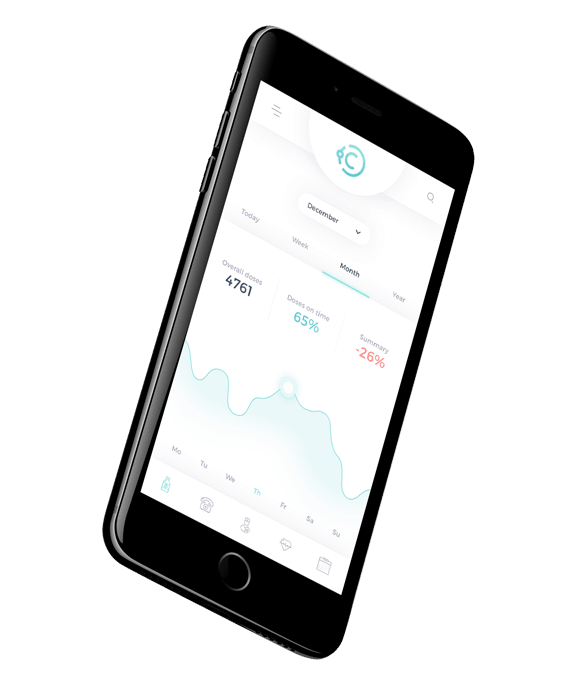 December
Today
Week
Month
Year
Overall doses
4761
Doses on time
65%
Summary
-26%
Mo
Tu
We
Th
Fr
Sa
Su